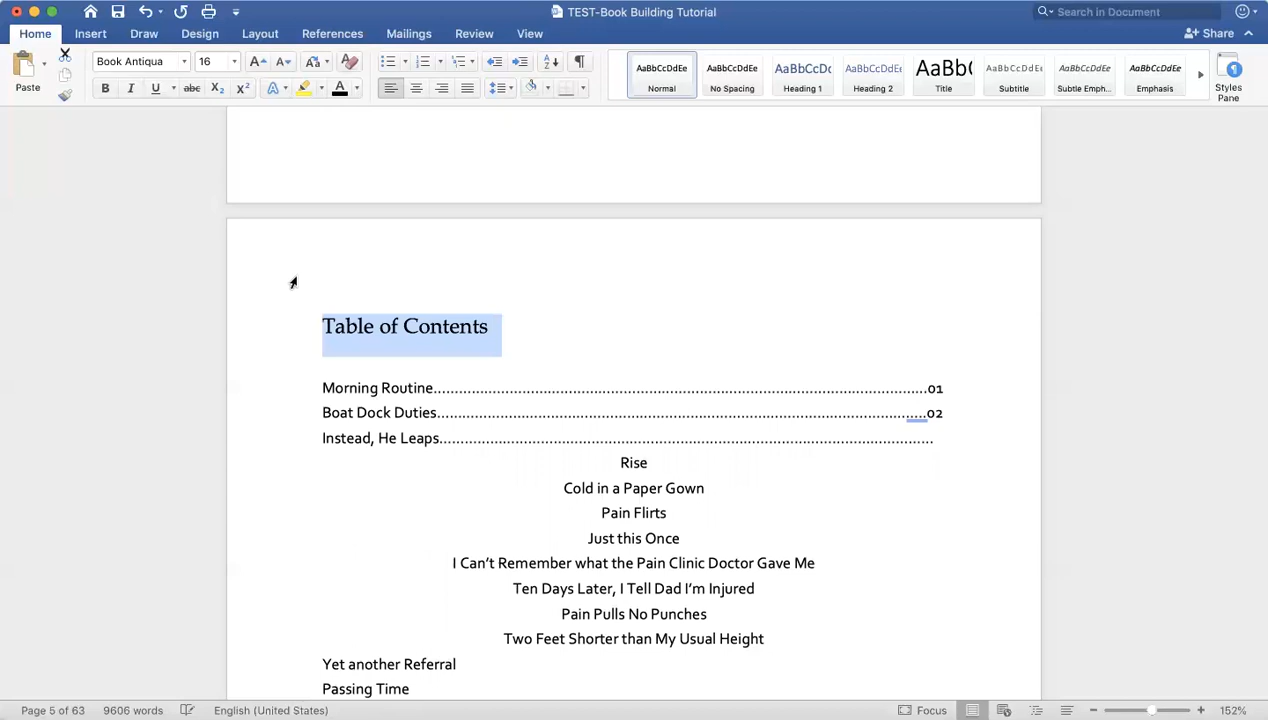 TEST-Book Building Tutorial
Search in Document
Home Insert Draw Design Layout References Mailings Review View Share
Paste
Book Antiqua 16
AaBbCcDdEe AaBbCcDdEe AaBbCcDc AaBbCcDdEe AaBb( AaBbCcDdEe AaBbCcDdEe AaBbCcDdEe
Normal No Spacing Heading 1 Heading 2 Title Subtitle Subtle Emph... Emphasis
Styles
Pane
Table of Contents
Morning Routine..........................................................................................................01
Boat Dock Duties.........................................................................................................02
Instead, He Leaps.........................................................................................................
Rise
Cold in a Paper Gown
Pain Flirts
Just this Once
I Can’t Remember what the Pain Clinic Doctor Gave Me
Ten Days Later, I Tell Dad I’m Injured
Pain Pulls No Punches
Two Feet Shorter than My Usual Height
Yet another Referral
Passing Time
Page 5 of 63 9606 words English (United States) Focus 152%